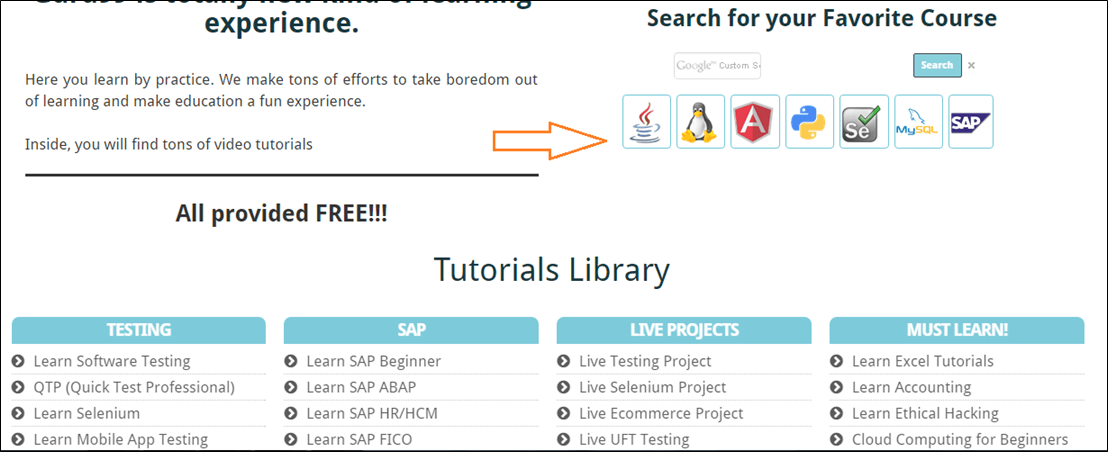 experience.
Here you learn by practice. We make tons of efforts to take boredom out
of learning and make education a fun experience.
Inside, you will find tons of video tutorials
All provided FREE!!!
Search for your Favorite Course
Google™ Custom Se
Search ×
Se
MySQL
SAP
Tutorials Library
TESTING
Learn Software Testing
QTP (Quick Test Professional)
Learn Selenium
Learn Mobile App Testing
SAP
Learn SAP Beginner
Learn SAP ABAP
Learn SAP HR/HCM
Learn SAP FICO
LIVE PROJECTS
Live Testing Project
Live Selenium Project
Live Ecommerce Project
Live UFT Testing
MUST LEARN!
Learn Excel Tutorials
Learn Accounting
Learn Ethical Hacking
Cloud Computing for Beginners